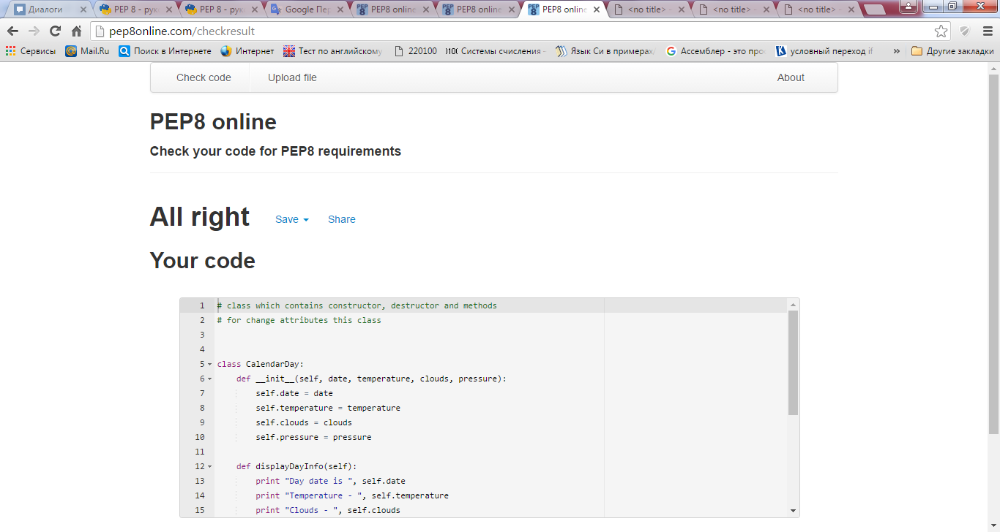 Диалоги PEP 8 - рук PEP 8 - рук Google Пер PEP8 online PEP8 online PEP8 online <no title> - <no title> - <no title> -
pep8online.com/checkresult
Сервисы Mail.Ru Поиск в Интернете Интернет Тест по английскому 220100 Системы счисления - Язык Си в примерах/ Ассемблер - это про условный переход if » Другие закладки
Check code Upload file About
PEP8 online
Check your code for PEP8 requirements
All right Save Share
Your code
1 # class which contains constructor, destructor and methods
2 # for change attributes this class
3
4
5 class CalendarDay:
6 def __init__(self, date, temperature, clouds, pressure):
7 self.date = date
8 self.temperature = temperature
9 self.clouds = clouds
10 self.pressure = pressure
11
12 def displayDayInfo(self):
13 print "Day date is ", self.date
14 print "Temperature - ", self.temperature
15 print "Clouds - ", self.clouds